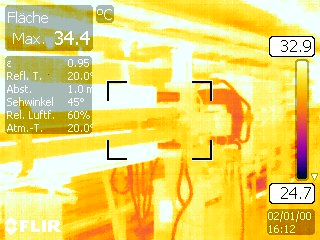 Fläche °C
Max. 34.4
ε 0.95
Refl. T. 20.0°
Abst. 1.0 m
Sehwinkel 45°
Rel. Luftf. 60%
Atm.-T. 20.0°
32.9
24.7
FLIR
02/01/00
16:12